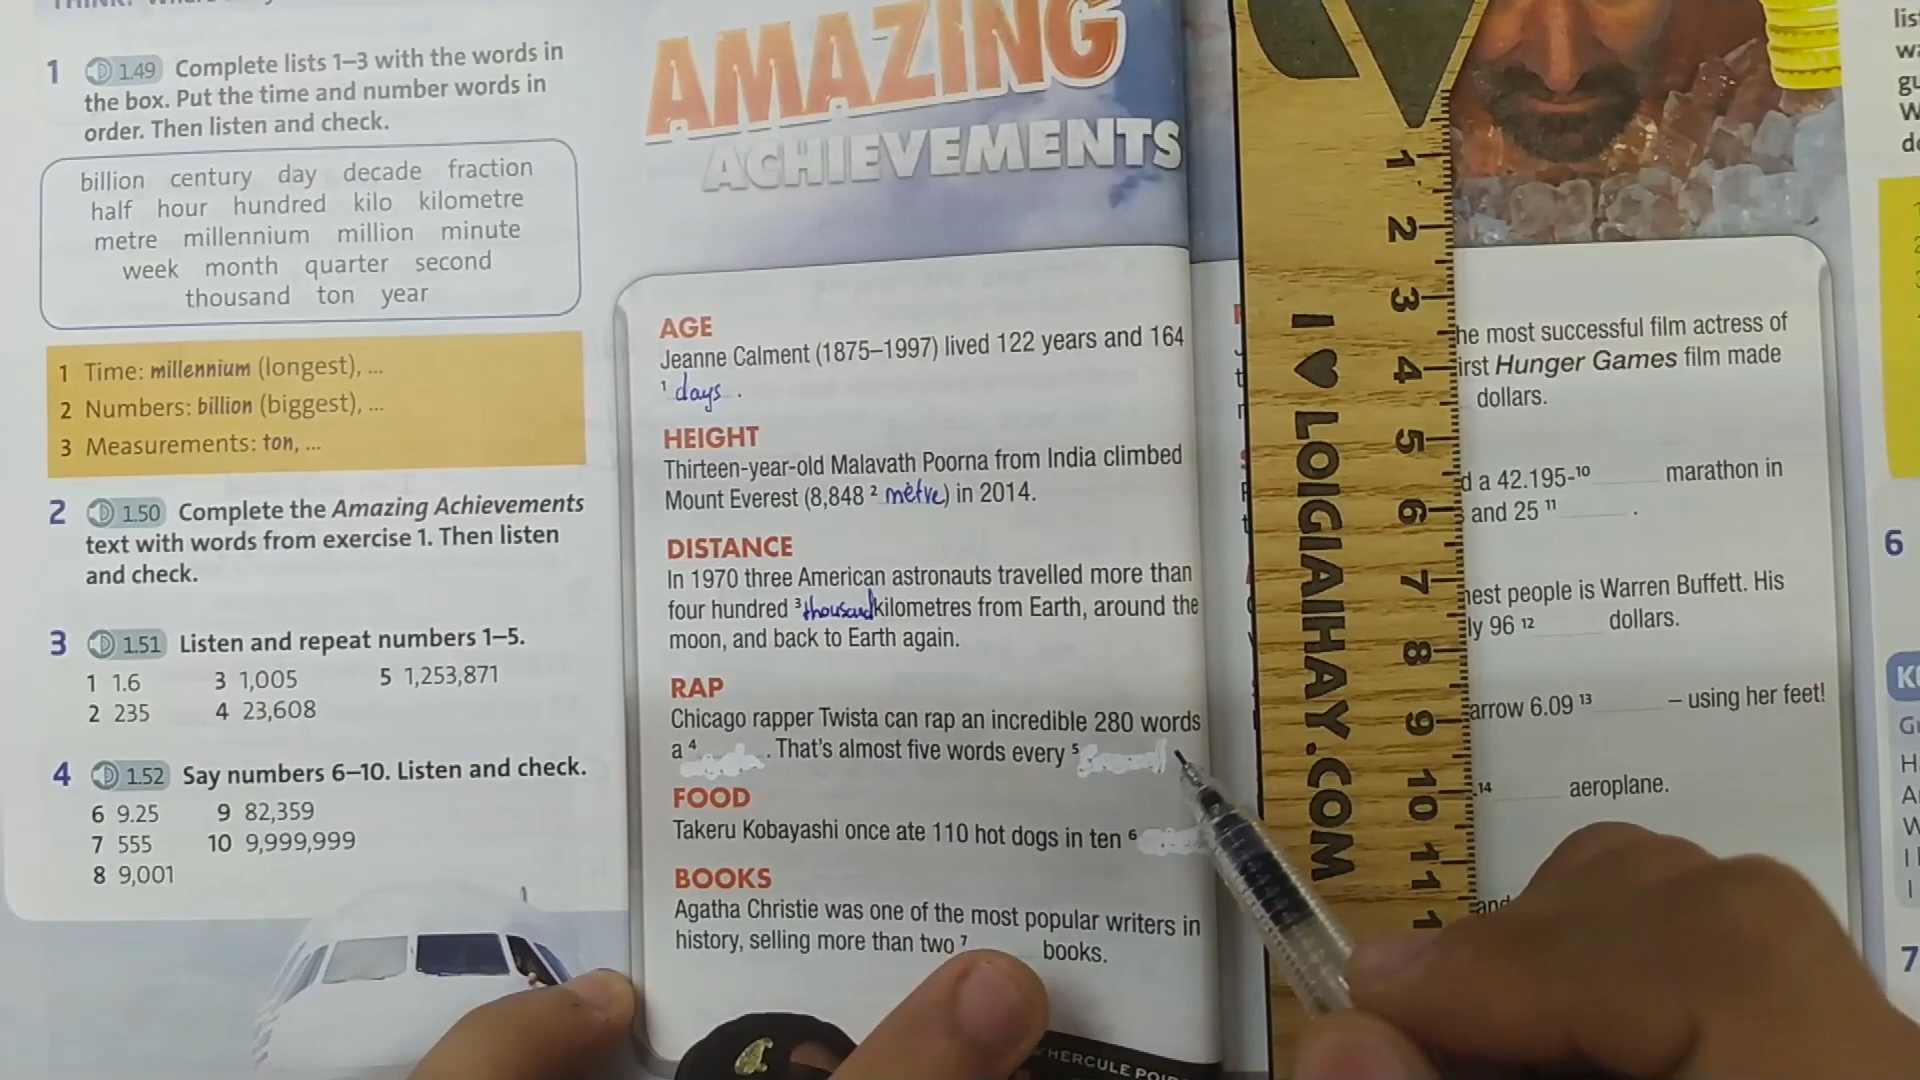 1 1.49 Complete lists 1–3 with the words in
the box. Put the time and number words in
order. Then listen and check.
billion century day decade fraction
half hour hundred kilo kilometre
metre millennium million minute
week month quarter second
thousand ton year
1 Time: millennium (longest), ...
2 Numbers: billion (biggest), ...
3 Measurements: ton, ...
2 1.50 Complete the Amazing Achievements
text with words from exercise 1. Then listen
and check.
3 1.51 Listen and repeat numbers 1–5.
1 1.6 3 1,005 5 1,253,871
2 235 4 23,608
4 1.52 Say numbers 6–10. Listen and check.
6 9.25 9 82,359
7 555 10 9,999,999
8 9,001
AMAZING
ACHIEVEMENTS
AGE
Jeanne Calment (1875–1997) lived 122 years and 164
1 days .
HEIGHT
Thirteen-year-old Malavath Poorna from India climbed
Mount Everest (8,848 2 metre) in 2014.
DISTANCE
In 1970 three American astronauts travelled more than
four hundred 3 thousand kilometres from Earth, around the
moon, and back to Earth again.
RAP
Chicago rapper Twista can rap an incredible 280 words
a 4 . That's almost five words every 5
FOOD
Takeru Kobayashi once ate 110 hot dogs in ten 6
BOOKS
Agatha Christie was one of the most popular writers in
history, selling more than two 7 books.
HERCULE
I ♥ LOIGIAIHAY.COM
1
2
3
4
5
6
7
8
9
10
11
he most successful film actress of
irst Hunger Games film made
dollars.
d a 42.195-10 marathon in
and 25 11 .
hest people is Warren Buffett. His
ly 96 12 dollars.
arrow 6.09 13 – using her feet!
14 aeroplane.
and
6
7